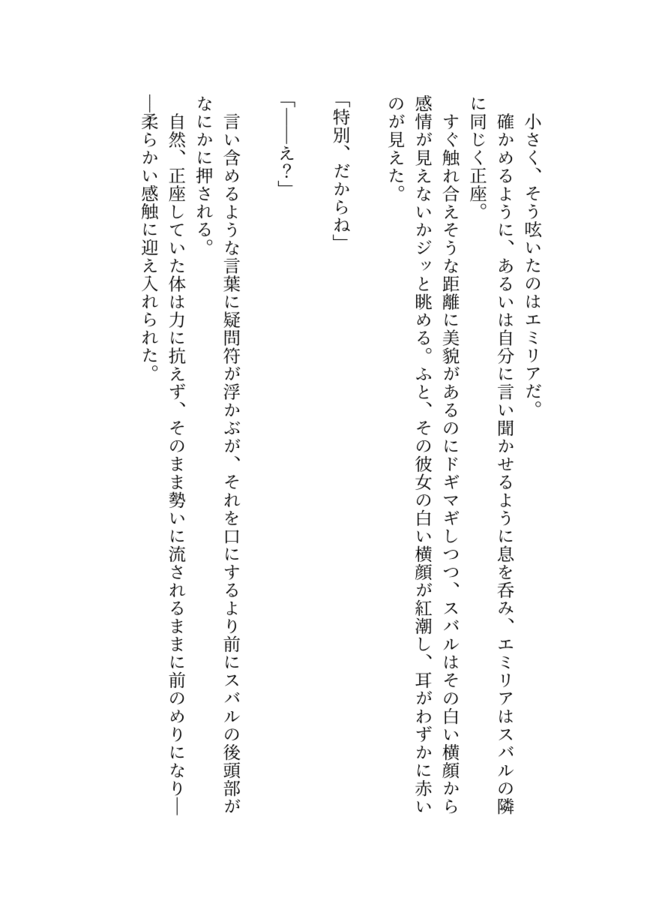 小さく、そう呟いたのはエミリアだ。
確かめるように、あるいは自分に言い聞かせるように息を呑み、エミリアはスバルの隣
に同じく正座。
すぐ触れ合えそうな距離に美貌があるのにドギマギしつつ、スバルはその白い横顔から
感情が見えないかジッと眺める。ふと、その彼女の白い横顔が紅潮し、耳がわずかに赤い
のが見えた。
「特別、だからね」
「――え？」
言い含めるような言葉に疑問符が浮かぶが、それを口にするより前にスバルの後頭部が
なにかに押される。
自然、正座していた体は力に抗えず、そのまま勢いに流されるままに前のめりになり―
―柔らかい感触に迎え入れられた。